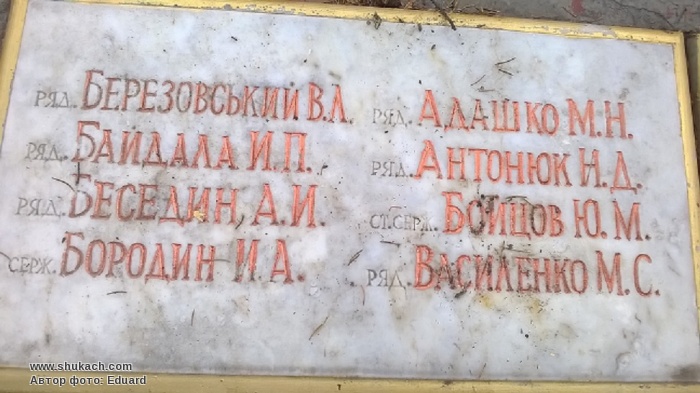 ряд. Березовський В.Л.
ряд. Байдала И.П.
ряд. Беседин, А.И.
серж. Бородин И.А.
ряд. Адашко М.Н.
ряд. Антонюк Н.Д.
ст. серж. Бойцов Ю.М.
ряд. Василенко М.С.
www.shukach.com
Автор фото: Eduard